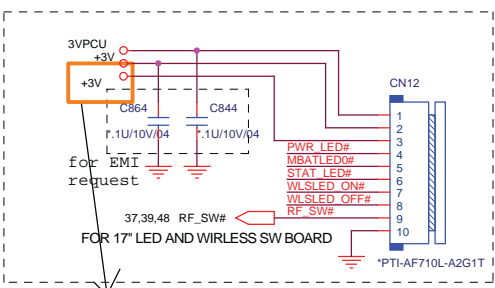 3VPCU
+3V
+3V
CN12
C864
C844
*.1U/10V/04
*.1U/10V/04
for EMI
request
1
2
3
4
5
6
7
8
9
10
PWR_LED#
MBATLED0#
STAT_LED#
WLSLED_ON#
WLSLED_OFF#
RF_SW#
37,39,48 RF_SW#
FOR 17" LED AND WIRLESS SW BOARD
*PTI-AF710L-A2G1T